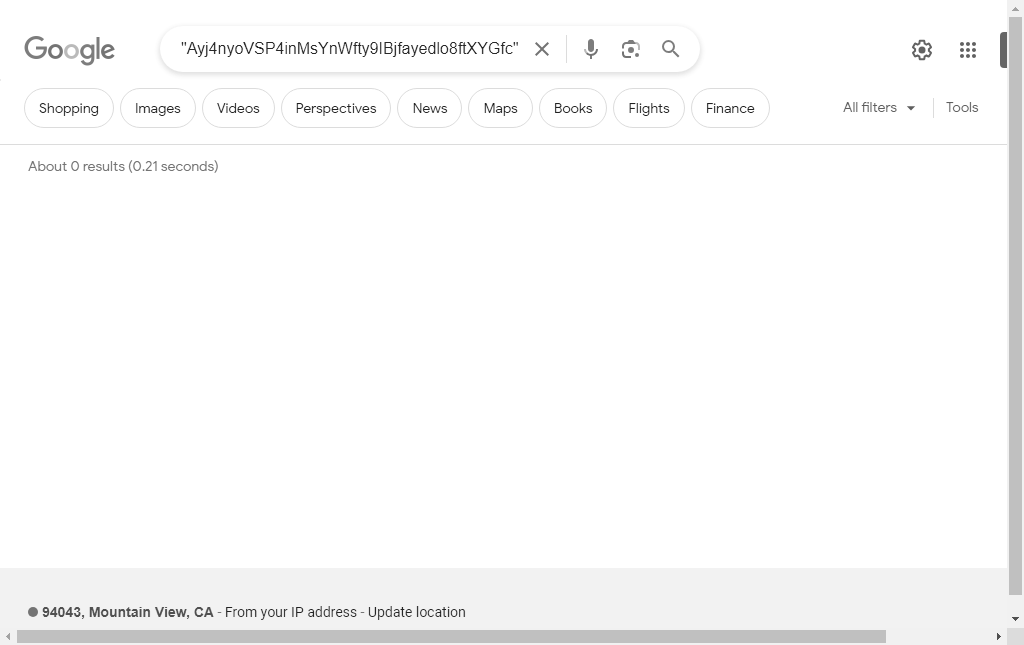 Google
"Ayj4nyoVSP4inMsYnWfty9IBjfayedlo8ftXYGfc"
Shopping
Images
Videos
Perspectives
News
Maps
Books
Flights
Finance
All filters
Tools
About 0 results (0.21 seconds)
94043, Mountain View, CA - From your IP address - Update location